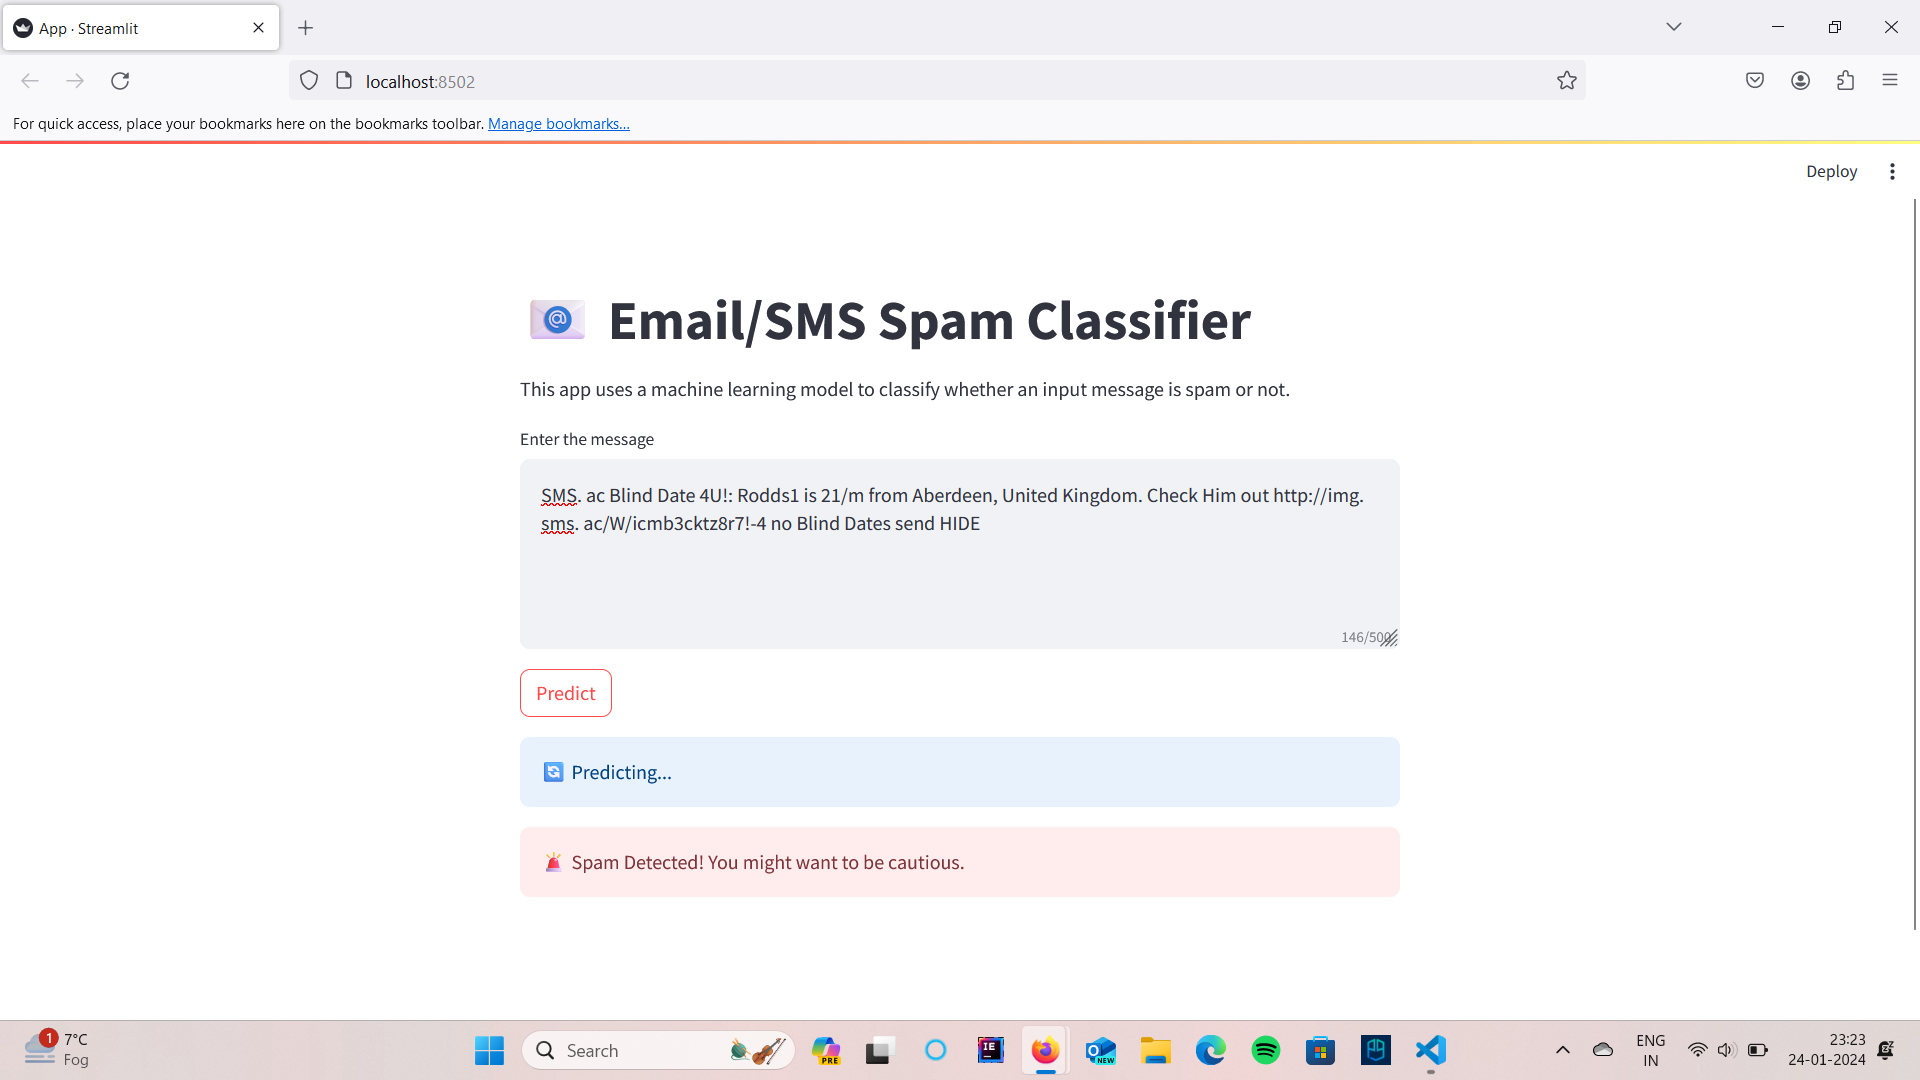 App · Streamlit
localhost:8502
For quick access, place your bookmarks here on the bookmarks toolbar. Manage bookmarks...
Deploy
Email/SMS Spam Classifier
This app uses a machine learning model to classify whether an input message is spam or not.
Enter the message
SMS. ac Blind Date 4U!: Rodds1 is 21/m from Aberdeen, United Kingdom. Check Him out http://img.
sms. ac/W/icmb3cktz8r7!-4 no Blind Dates send HIDE
146/500
Predict
Predicting...
Spam Detected! You might want to be cautious.
1
7°C
Fog
Search
PRE
IE
NEW
ENG
IN
23:23
24-01-2024